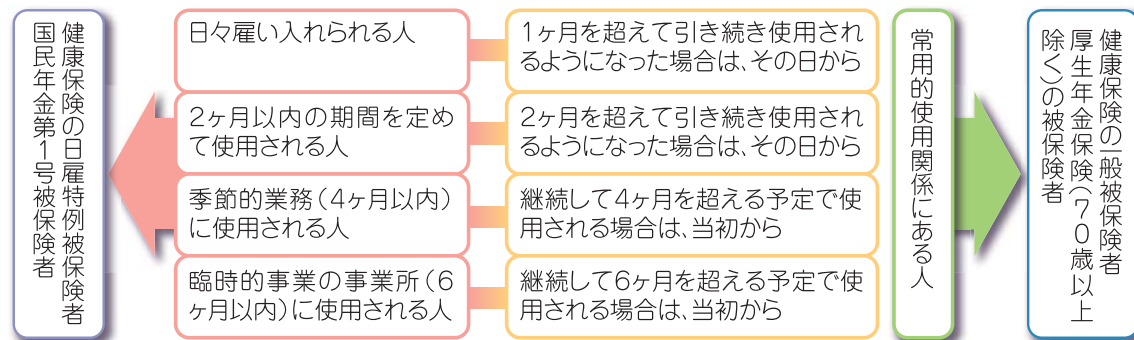 健康保険の日雇特例被保険者
国民年金第1号被保険者
日々雇い入れられる人
1ヶ月を超えて引き続き使用され
るようになった場合は、その日から
2ヶ月以内の期間を定め
て使用される人
2ヶ月を超えて引き続き使用され
るようになった場合は、その日から
季節的業務(4ヶ月以内)
に使用される人
継続して4ヶ月を超える予定で使
用される場合は、当初から
臨時的事業の事業所(6
ヶ月以内)に使用される人
継続して6ヶ月を超える予定で使
用される場合は、当初から
常用的使用関係にある人
健康保険の一般被保険者
厚生年金保険(70歳以上
除く)の被保険者